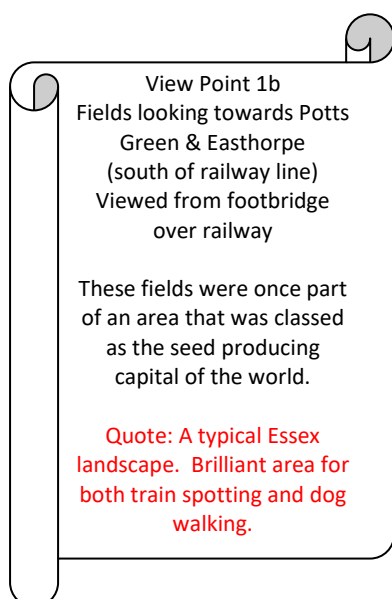 View Point 1b
Fields looking towards Potts
Green & Easthorpe
(south of railway line)
Viewed from footbridge
over railway
These fields were once part
of an area that was classed
as the seed producing
capital of the world.
Quote: A typical Essex
landscape.  Brilliant area for
both train spotting and dog
walking.